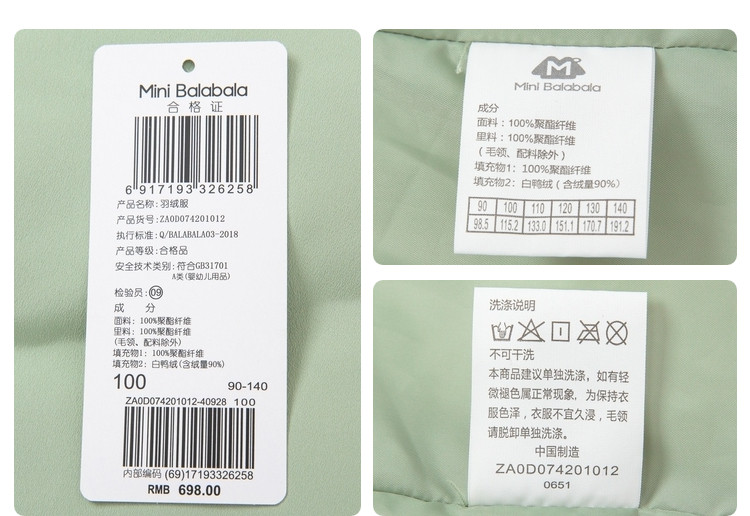 Mini Balabala
合格证
6 917193 326258
产品名称: 羽绒服
产品货号: ZA0D074201012
执行标准: Q/BALABALA03-2018
产品等级: 合格品
安全技术类别: 符合GB31701
A类(婴幼儿用品)
检验员: 09
成 分
面料: 100%聚酯纤维
里料: 100%聚酯纤维
(毛领、配料除外)
填充物1: 100%聚酯纤维
填充物2: 白鸭绒(含绒量90%)
100 90-140
ZA0D074201012-40928 100
内部编码 (69)17193326258
RMB 698.00
M
Mini Balabala
成分
面料: 100%聚酯纤维
里料: 100%聚酯纤维
(毛领、配料除外)
填充物1: 100%聚酯纤维
填充物2: 白鸭绒(含绒量90%)
90 100 110 120 130 140
98.5 115.2 133.0 151.1 170.7 191.2
洗涤说明
不可干洗
本商品建议单独洗涤, 如有轻
微褪色属正常现象, 为保持衣
服色泽, 衣服不宜久浸, 毛领
请脱卸单独洗涤.
中国制造
ZA0D074201012
0651